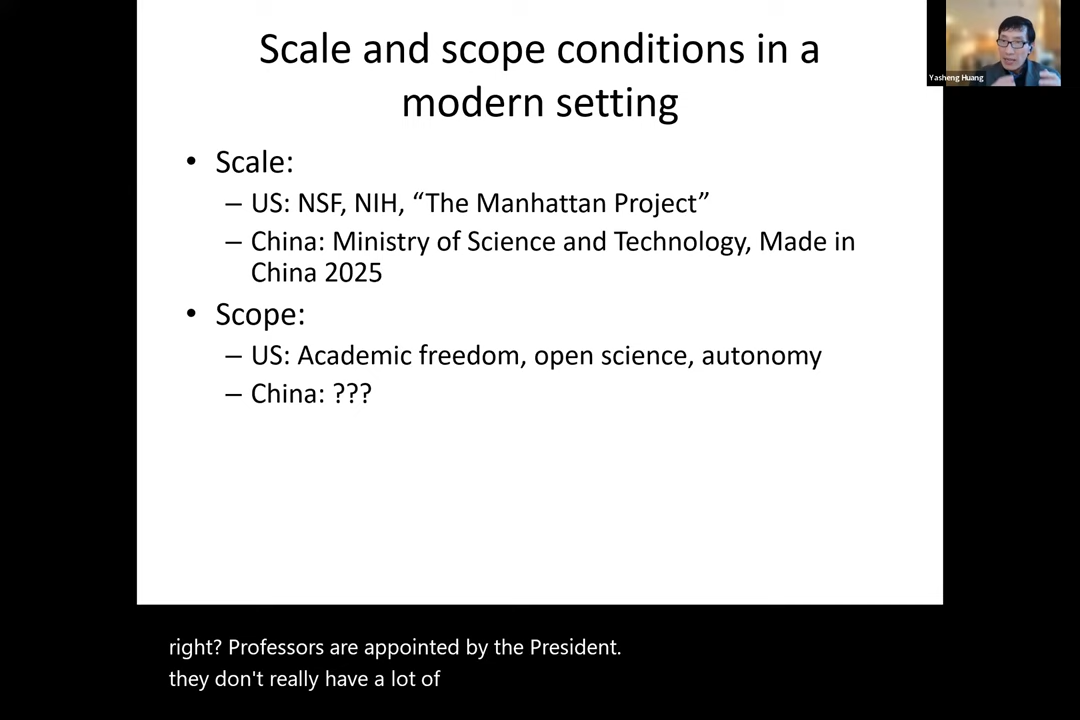 Scale and scope conditions in a
modern setting
Yasheng Huang
• Scale:
– US: NSF, NIH, “The Manhattan Project”
– China: Ministry of Science and Technology, Made in
China 2025
• Scope:
– US: Academic freedom, open science, autonomy
– China: ???
right? Professors are appointed by the President.
they don't really have a lot of